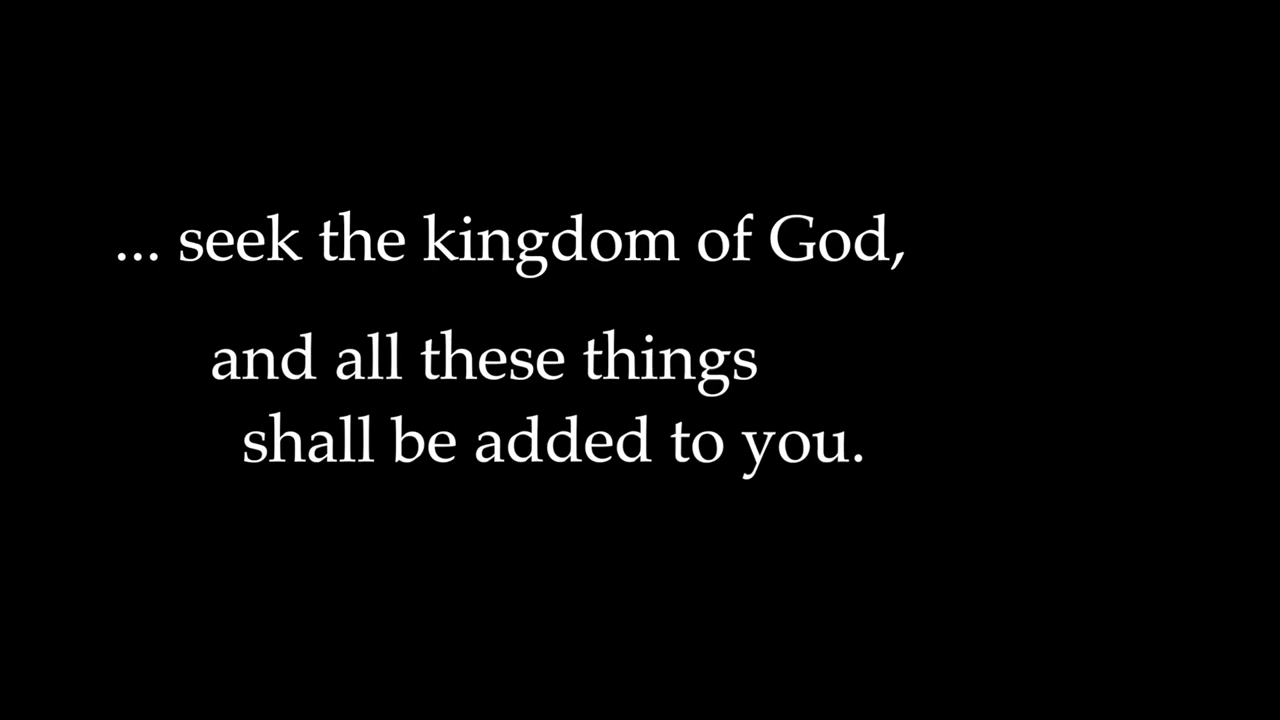 ... seek the kingdom of God,
and all these things
shall be added to you.